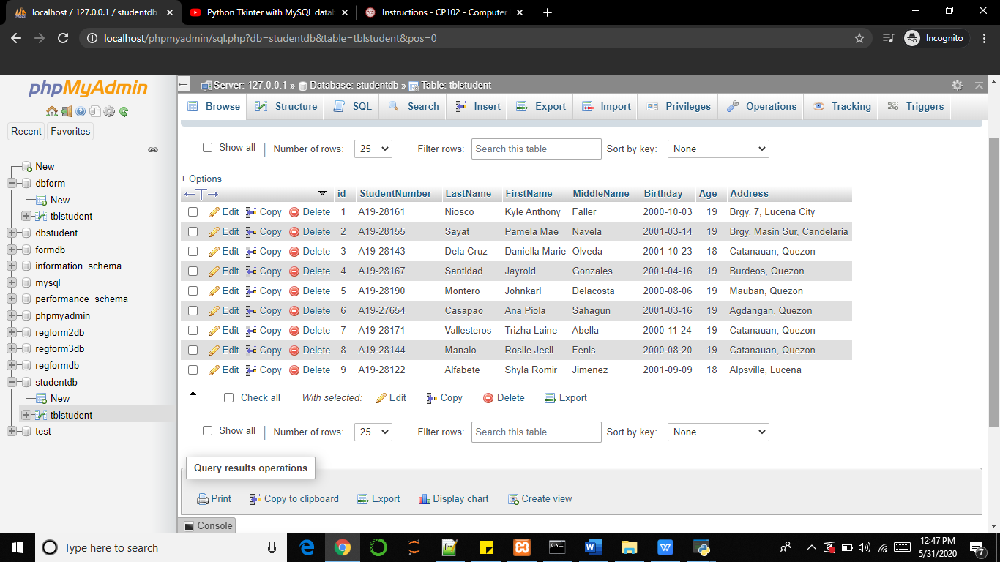 localhost / 127.0.0.1 / studentdb
Python Tkinter with MySQL datab
Instructions - CP102 - Computer
localhost/phpmyadmin/sql.php?db=studentdb&table=tblstudent&pos=0
Incognito
phpMyAdmin
Recent Favorites
New
dbform
New
tblstudent
dbstudent
formdb
information_schema
mysql
performance_schema
phpmyadmin
regform2db
regform3db
regformdb
studentdb
New
tblstudent
test
Server: 127.0.0.1 » Database: studentdb » Table: tblstudent
Browse Structure SQL Search Insert Export Import Privileges Operations Tracking Triggers
Show all | Number of rows: 25 Filter rows: Search this table Sort by key: None
+ Options
id StudentNumber LastName FirstName MiddleName Birthday Age Address
Edit Copy Delete 1 A19-28161 Niosco Kyle Anthony Faller 2000-10-03 19 Brgy. 7, Lucena City
Edit Copy Delete 2 A19-28155 Sayat Pamela Mae Navela 2001-03-14 19 Brgy. Masin Sur, Candelaria
Edit Copy Delete 3 A19-28143 Dela Cruz Daniella Marie Olveda 2001-10-23 18 Catanauan, Quezon
Edit Copy Delete 4 A19-28167 Santidad Jayrold Gonzales 2001-04-16 19 Burdeos, Quezon
Edit Copy Delete 5 A19-28190 Montero Johnkarl Delacosta 2000-08-06 19 Mauban, Quezon
Edit Copy Delete 6 A19-27654 Casapao Ana Piola Sahagun 2001-03-16 19 Agdangan, Quezon
Edit Copy Delete 7 A19-28171 Vallesteros Trizha Laine Abella 2000-11-24 19 Catanauan, Quezon
Edit Copy Delete 8 A19-28144 Manalo Roslie Jecil Fenis 2000-08-20 19 Catanauan, Quezon
Edit Copy Delete 9 A19-28122 Alfabete Shyla Romir Jimenez 2001-09-09 18 Alpsville, Lucena
Check all With selected: Edit Copy Delete Export
Show all | Number of rows: 25 Filter rows: Search this table Sort by key: None
Query results operations
Print Copy to clipboard Export Display chart Create view
Console
Type here to search
12:47 PM
5/31/2020
7